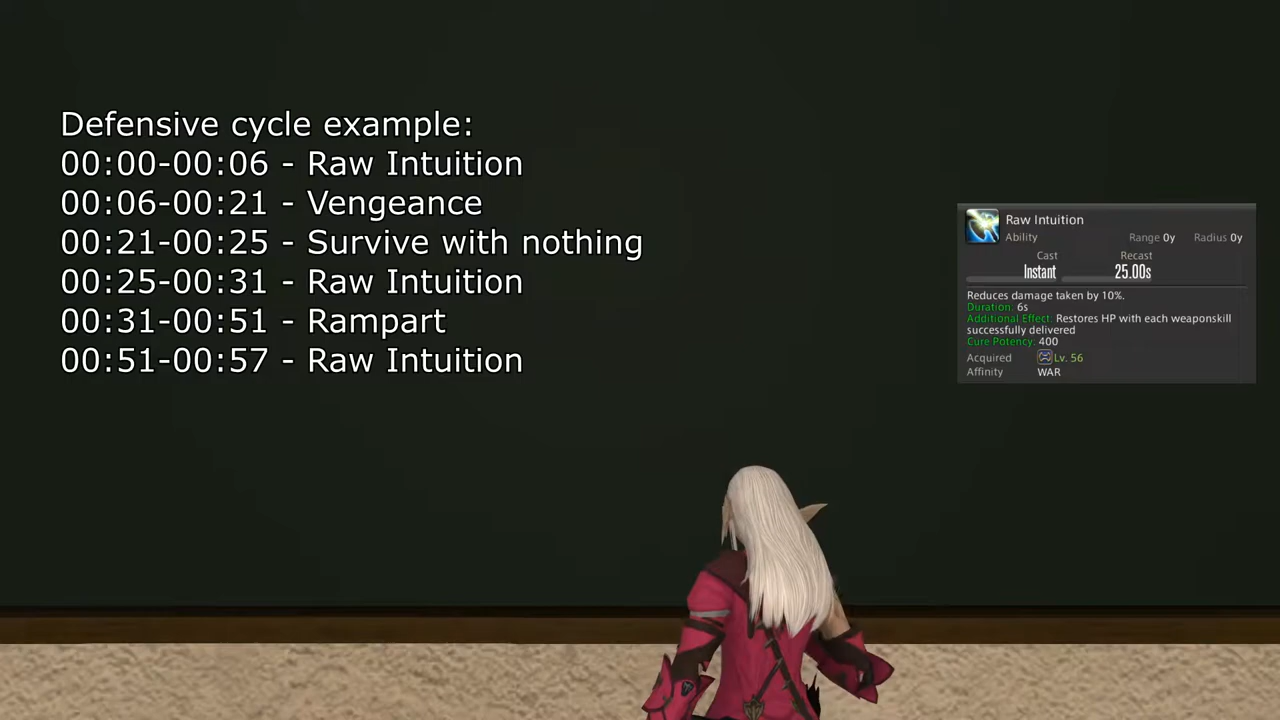 Defensive cycle example:
00:00-00:06 - Raw Intuition
00:06-00:21 - Vengeance
00:21-00:25 - Survive with nothing
00:25-00:31 - Raw Intuition
00:31-00:51 - Rampart
00:51-00:57 - Raw Intuition
Raw Intuition
Ability Range 0y Radius 0y
Cast Recast
Instant 25.00s
Reduces damage taken by 10%.
Duration: 6s
Additional Effect: Restores HP with each weaponskill
successfully delivered
Cure Potency: 400
Acquired Lv. 56
Affinity WAR